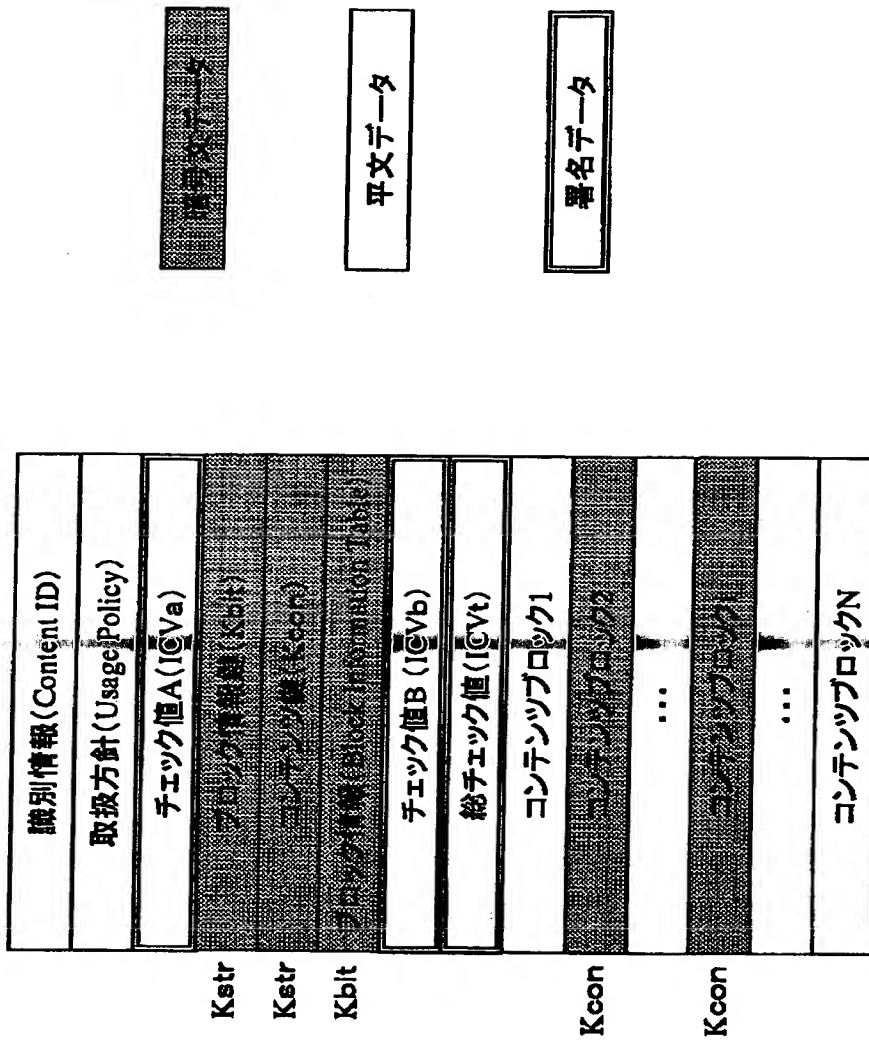 識別情報(Content ID)
取扱方針(UsagePolicy)
チェック値A(ICVa)
Kstr ブロック情報鍵(Kbit)
Kstr コンテンツ鍵(Kcon)
Kbit ブロック情報(Block Information Table)
チェック値B (ICVb)
総チェック値(ICVt)
コンテンツブロック1
Kcon コンテンツブロック2
...
Kcon コンテンツブロック
...
コンテンツブロックN
暗号文データ
平文データ
署名データ